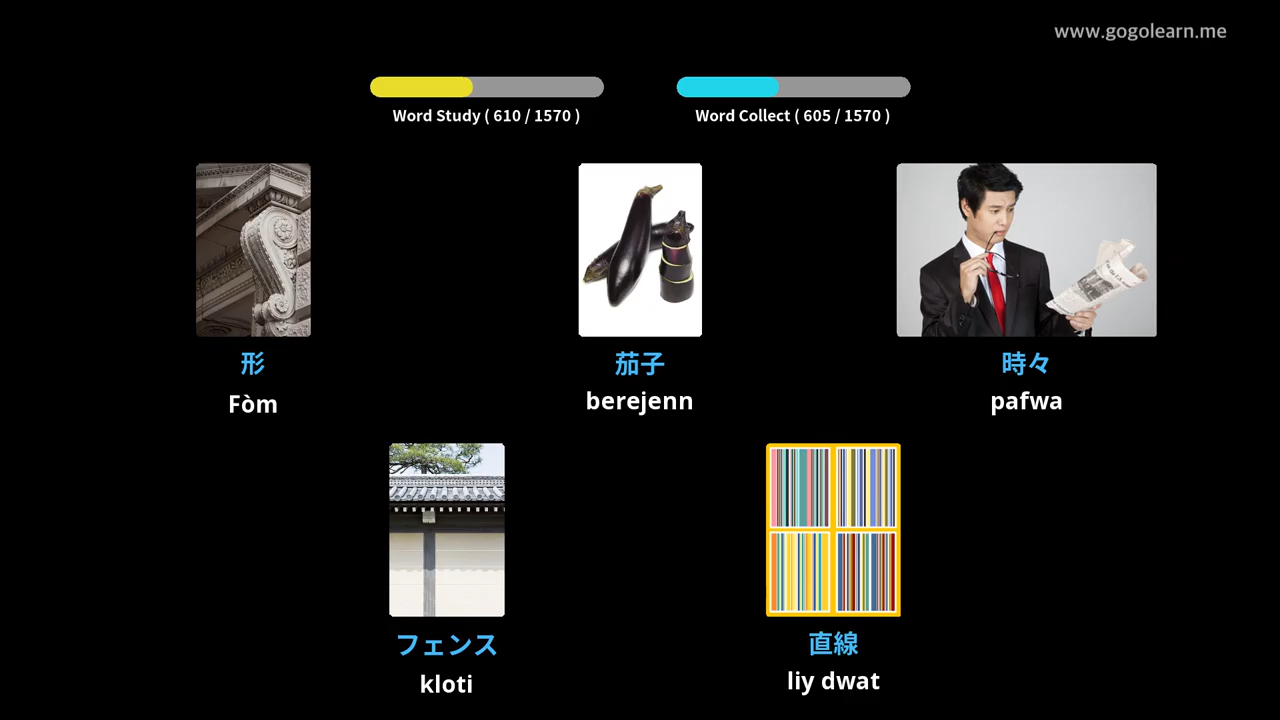 www.gogolearn.me
Word Study ( 610 / 1570 )
Word Collect ( 605 / 1570 )
形
Fòm
茄子
berejenn
時々
pafwa
フェンス
kloti
直線
liy dwat